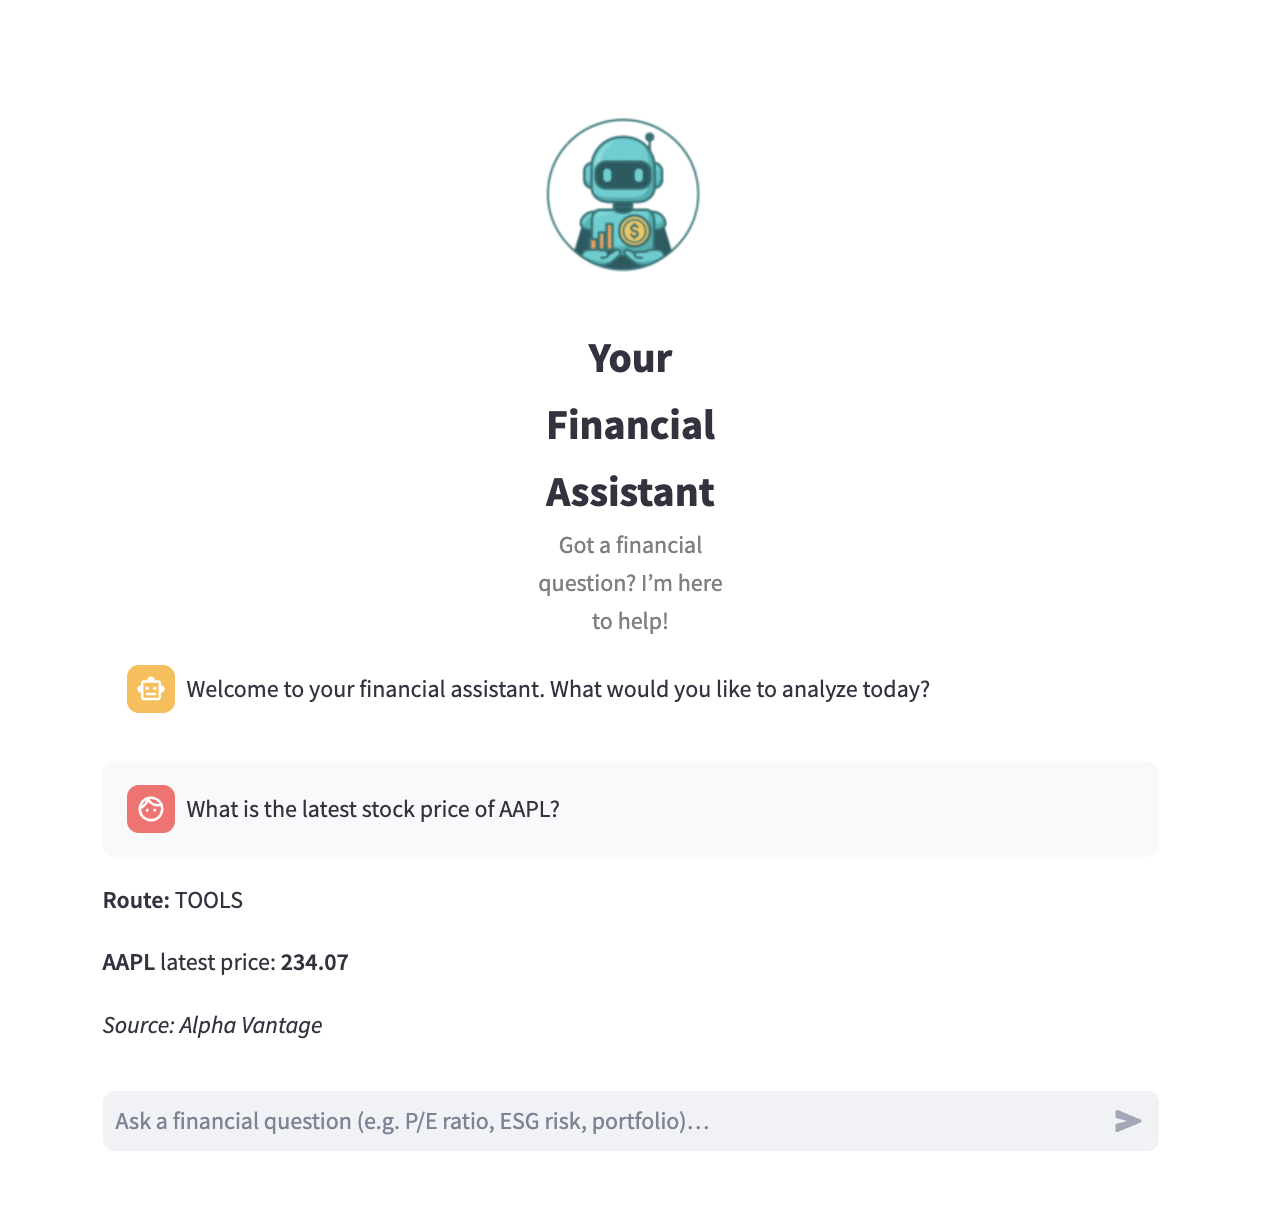 $
Your
Financial
Assistant
Got a financial
question? I’m here
to help!
Welcome to your financial assistant. What would you like to analyze today?
What is the latest stock price of AAPL?
Route: TOOLS
AAPL latest price: 234.07
Source: Alpha Vantage
Ask a financial question (e.g. P/E ratio, ESG risk, portfolio)…